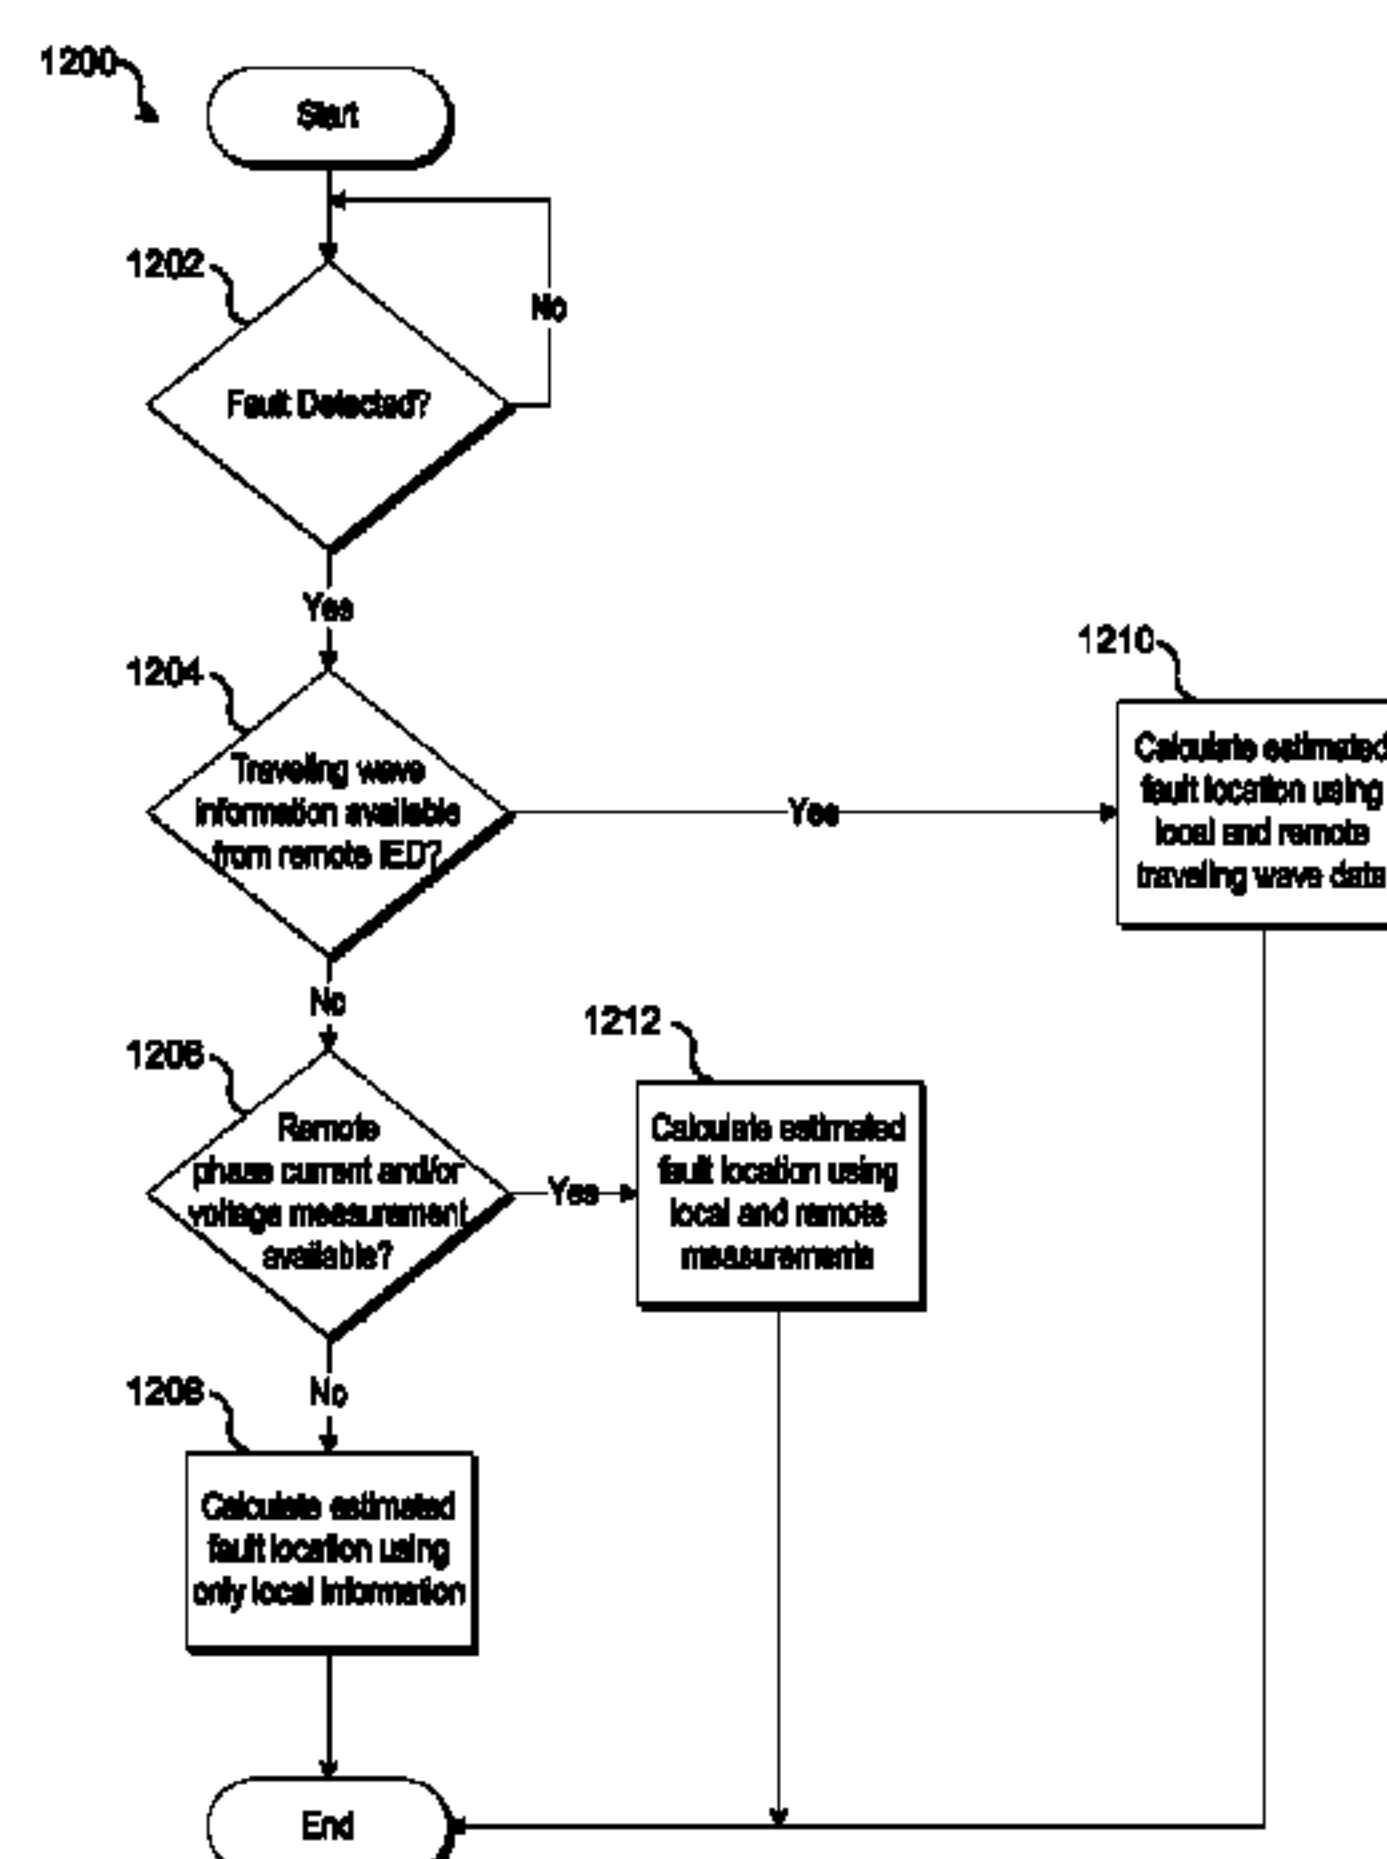 1200
Start
1202
No
Fault Detected?
Yes
1204
1210
Traveling wave
information available
from remote IED?
Yes
Calculate estimated
fault location using
local and remote
traveling wave data
No
1206
1212
Remote
phase current and/or
voltage measurement
available?
Yes
Calculate estimated
fault location using
local and remote
measurements
No
1208
Calculate estimated
fault location using
only local information
End